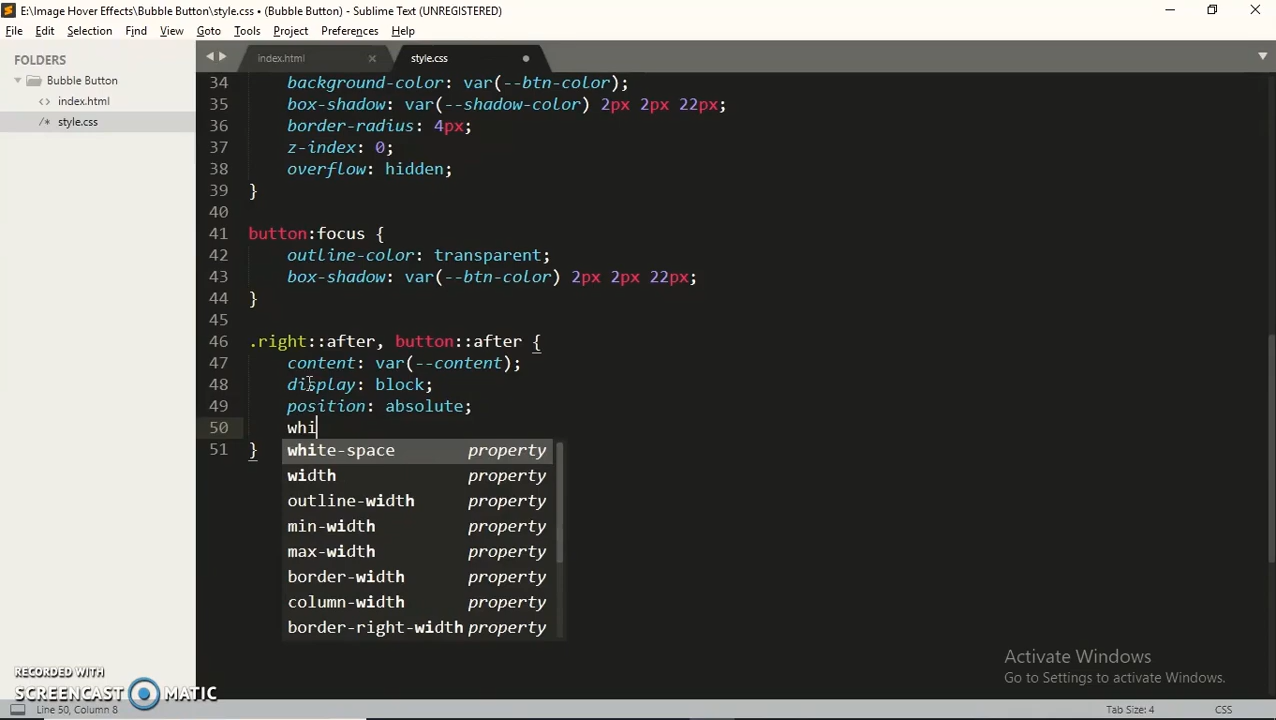 E:\Image Hover Effects\Bubble Button\style.css • (Bubble Button) - Sublime Text (UNREGISTERED)
File Edit Selection Find View Goto Tools Project Preferences Help
FOLDERS
Bubble Button
<> index.html
/* style.css
index.html × style.css
34 background-color: var(--btn-color);
35 box-shadow: var(--shadow-color) 2px 2px 22px;
36 border-radius: 4px;
37 z-index: 0;
38 overflow: hidden;
39 }
40
41 button:focus {
42 outline-color: transparent;
43 box-shadow: var(--btn-color) 2px 2px 22px;
44 }
45
46 .right::after, button::after {
47 content: var(--content);
48 display: block;
49 position: absolute;
50 whi
51 }
white-space property
width property
outline-width property
min-width property
max-width property
border-width property
column-width property
border-right-width property
Activate Windows
Go to Settings to activate Windows.
RECORDED WITH
SCREENCAST MATIC
Line 50, Column 8
Tab Size: 4
CSS